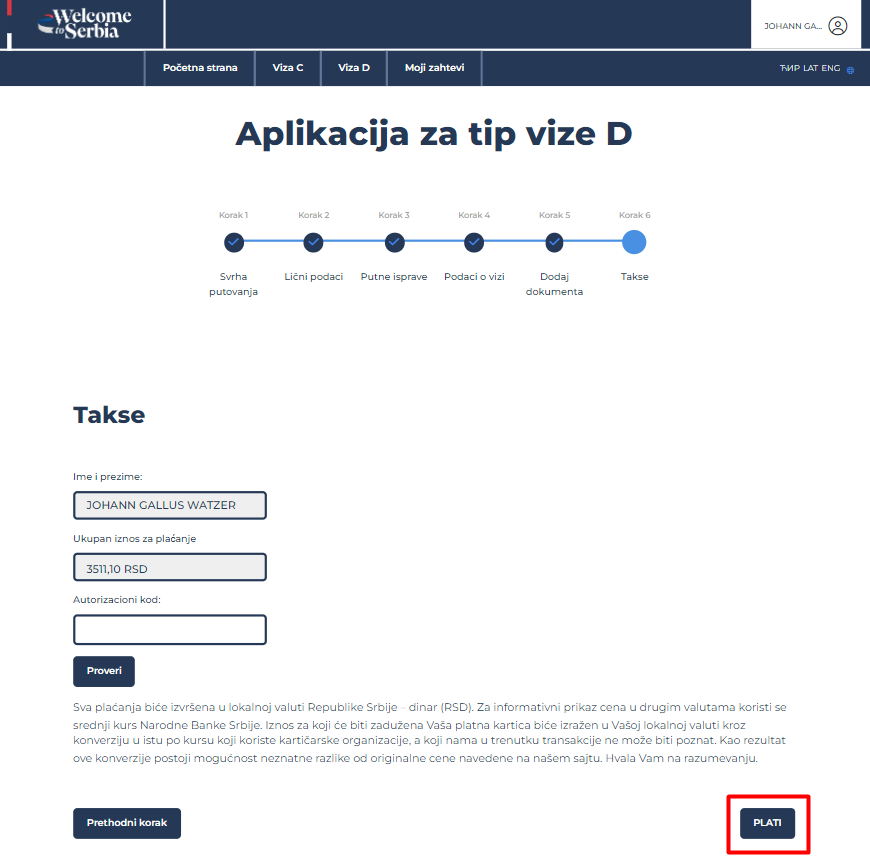 Welcome
to Serbia
JOHANN GA...
Početna strana
Viza C
Viza D
Moji zahtevi
ЋИР LAT ENG
Aplikacija za tip vize D
Korak 1
Korak 2
Korak 3
Korak 4
Korak 5
Korak 6
Svrha
putovanja
Lični podaci
Putne isprave
Podaci o vizi
Dodaj
dokumenta
Takse
Takse
Ime i prezime:
JOHANN GALLUS WATZER
Ukupan iznos za plaćanje
3511,10 RSD
Autorizacioni kod:
Proveri
Sva plaćanja biće izvršena u lokalnoj valuti Republike Srbije – dinar (RSD). Za informativni prikaz cena u drugim valutama koristi se
srednji kurs Narodne Banke Srbije. Iznos za koji će biti zadužena Vaša platna kartica biće izražen u Vašoj lokalnoj valuti kroz
konverziju u istu po kursu koji koriste kartičarske organizacije, a koji nama u trenutku transakcije ne može biti poznat. Kao rezultat
ove konverzije postoji mogućnost neznatne razlike od originalne cene navedene na našem sajtu. Hvala Vam na razumevanju.
Prethodni korak
PLATI